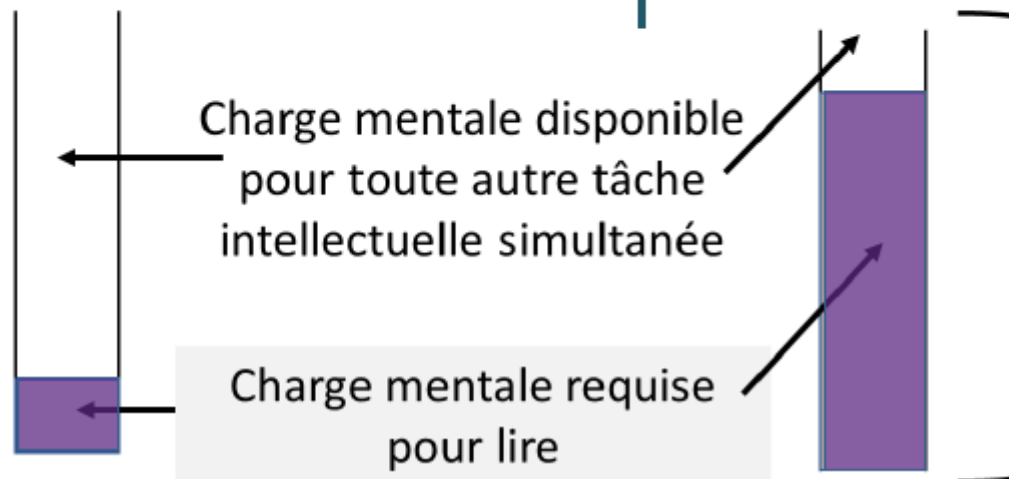 Charge mentale disponible
pour toute autre tâche
intellectuelle simultanée
Charge mentale requise
pour lire